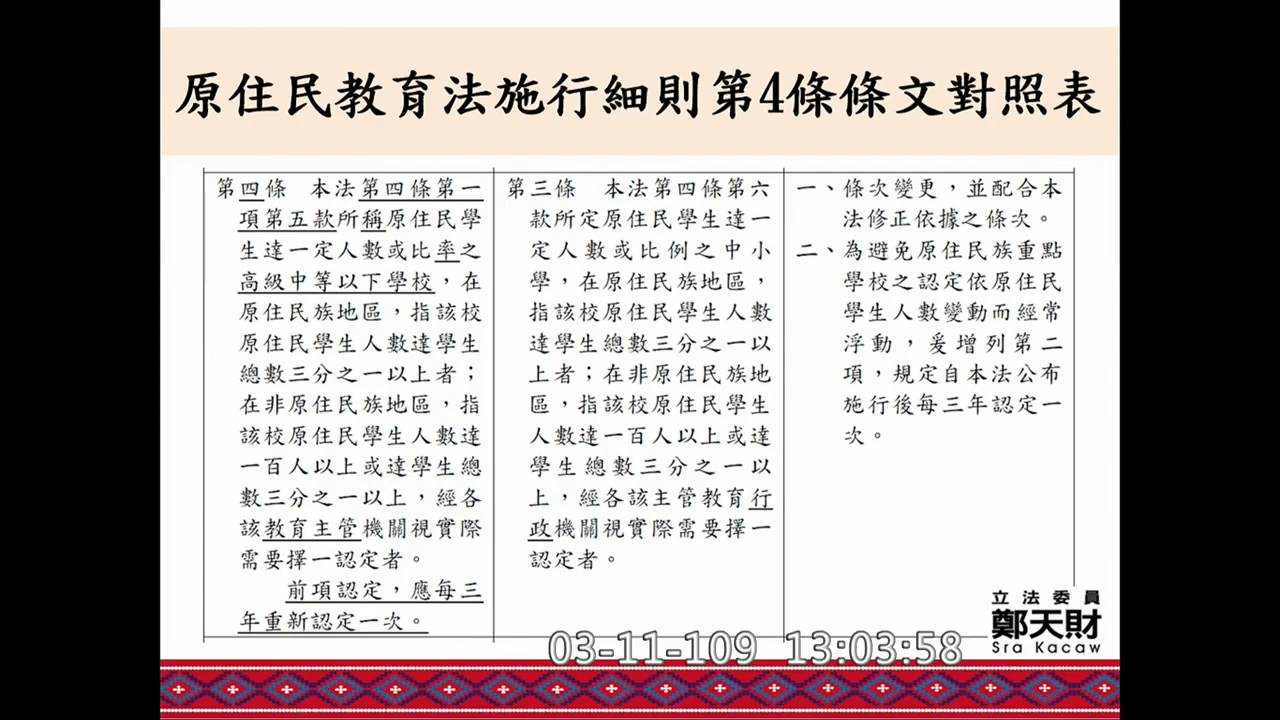 原住民教育法施行細則第4條條文對照表
第四條　本法第四條第一
項第五款所稱原住民學
生達一定人數或比率之
高級中等以下學校，在
原住民族地區，指該校
原住民學生人數達學生
總數三分之一以上者；
在非原住民族地區，指
該校原住民學生人數達
一百人以上或達學生總
數三分之一以上，經各
該教育主管機關視實際
需要擇一認定者。
前項認定，應每三
年重新認定一次。
第三條　本法第四條第六
款所定原住民學生達一
定人數或比例之中小
學，在原住民族地區，
指該校原住民學生人數
達學生總數三分之一以
上者；在非原住民族地
區，指該校原住民學生
人數達一百人以上或達
學生總數三分之一以
上，經各該主管教育行
政機關視實際需要擇一
認定者。
一、條次變更，並配合本
法修正依據之條次。
二、為避免原住民族重點
學校之認定依原住民
學生人數變動而經常
浮動，爰增列第二
項，規定自本法公布
施行後每三年認定一
次。
立法委員
鄭天財
Sra Kacaw
03-11-109 13:03:58